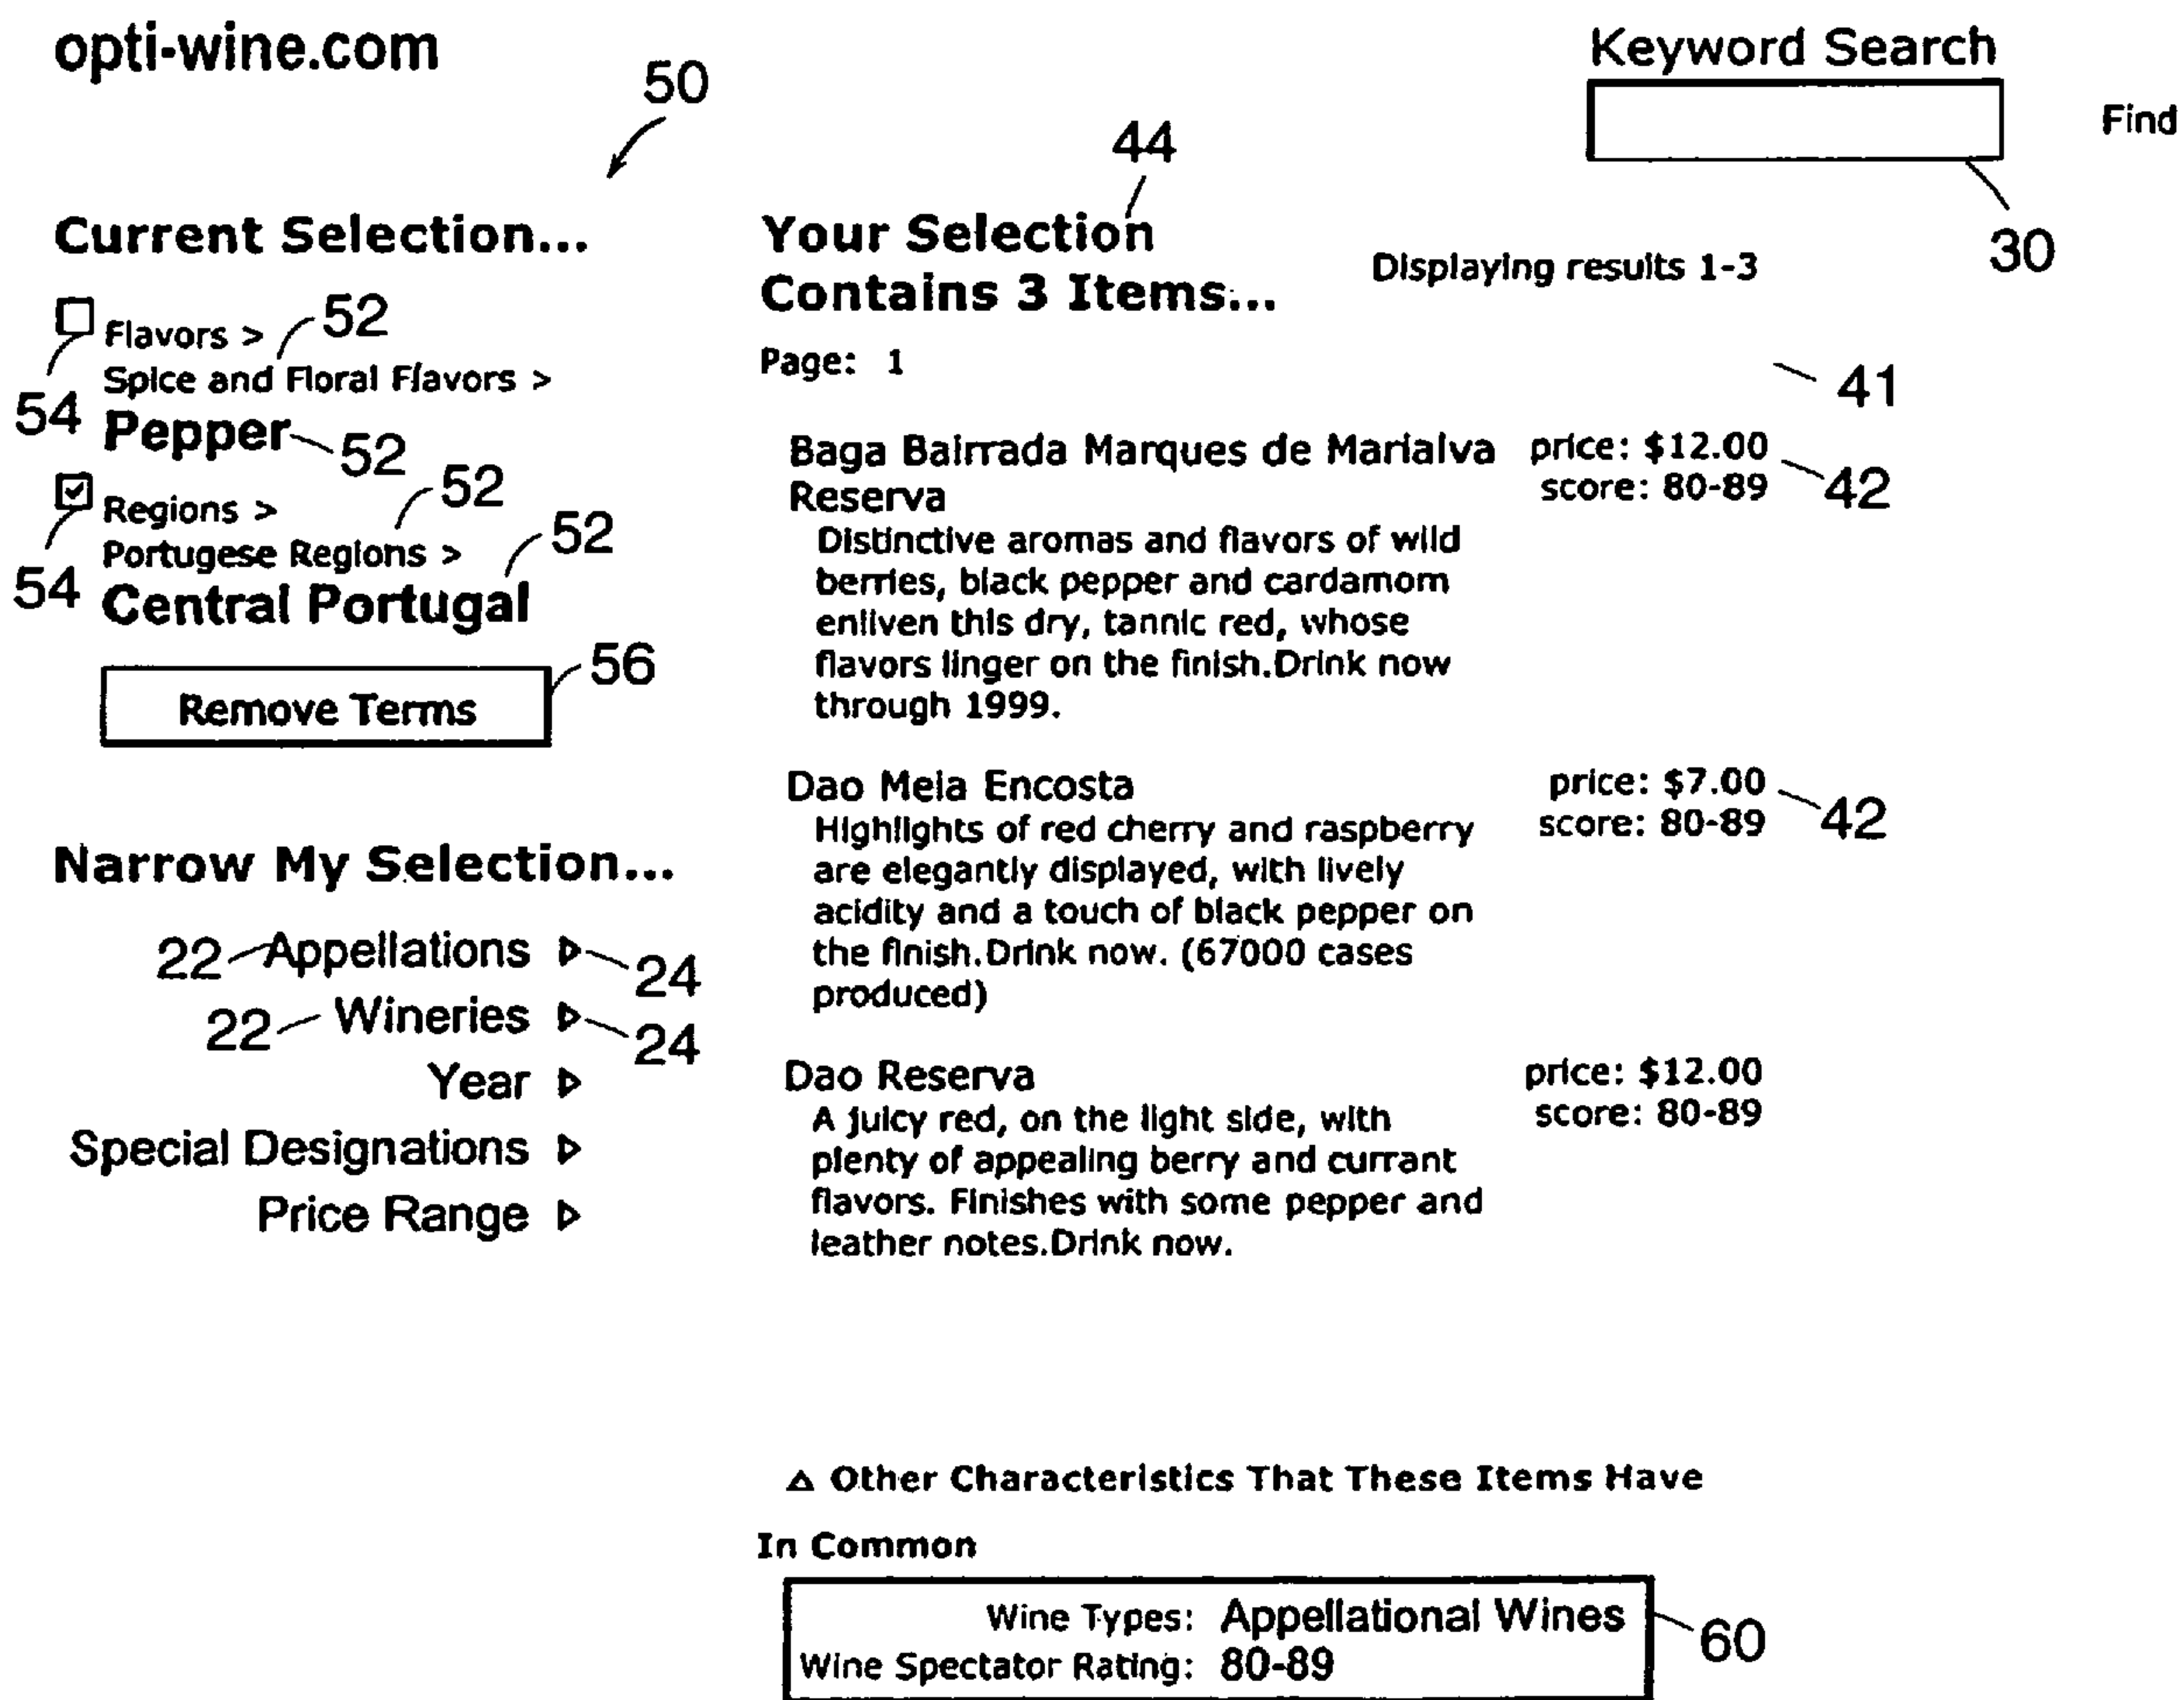 opti-wine.com
Keyword Search
Find
30
50
44
Current Selection...
Flavors >
52
Spice and Floral Flavors >
54
Pepper
52
Regions >
52
Portugese Regions >
52
54
Central Portugal
Remove Terms
56
Narrow My Selection...
22 Appellations 24
22 Wineries 24
Year
Special Designations
Price Range
Your Selection
Contains 3 Items...
Displaying results 1-3
Page: 1
41
Baga Bairrada Marques de Marialva
Reserva
price: $12.00
score: 80-89
42
Distinctive aromas and flavors of wild
berries, black pepper and cardamom
enliven this dry, tannic red, whose
flavors linger on the finish.Drink now
through 1999.
Dao Meia Encosta
price: $7.00
score: 80-89
42
Highlights of red cherry and raspberry
are elegantly displayed, with lively
acidity and a touch of black pepper on
the finish.Drink now. (67000 cases
produced)
Dao Reserva
price: $12.00
score: 80-89
A juicy red, on the light side, with
plenty of appealing berry and currant
flavors. Finishes with some pepper and
leather notes.Drink now.
Other Characteristics That These Items Have
In Common
Wine Types: Appellational Wines
Wine Spectator Rating: 80-89
60